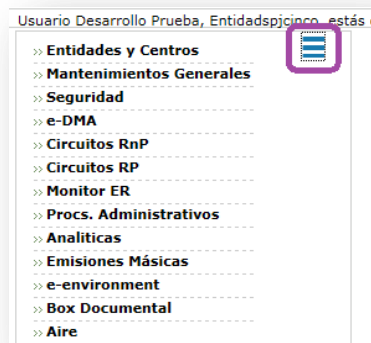 Usuario Desarrollo Prueba, Entidadspjcinco, estás
Entidades y Centros
Mantenimientos Generales
Seguridad
e-DMA
Circuitos RnP
Circuitos RP
Monitor ER
Procs. Administrativos
Analiticas
Emisiones Másicas
e-environment
Box Documental
Aire